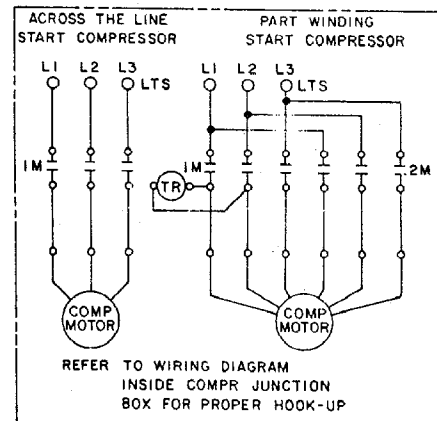 ACROSS THE LINE
START COMPRESSOR
PART WINDING
START COMPRESSOR
L1 L2 L3
LTS
L1 L2 L3
LTS
1M
1M
2M
TR
COMP
MOTOR
COMP
MOTOR
REFER TO WIRING DIAGRAM
INSIDE COMPR JUNCTION
BOX FOR PROPER HOOK-UP